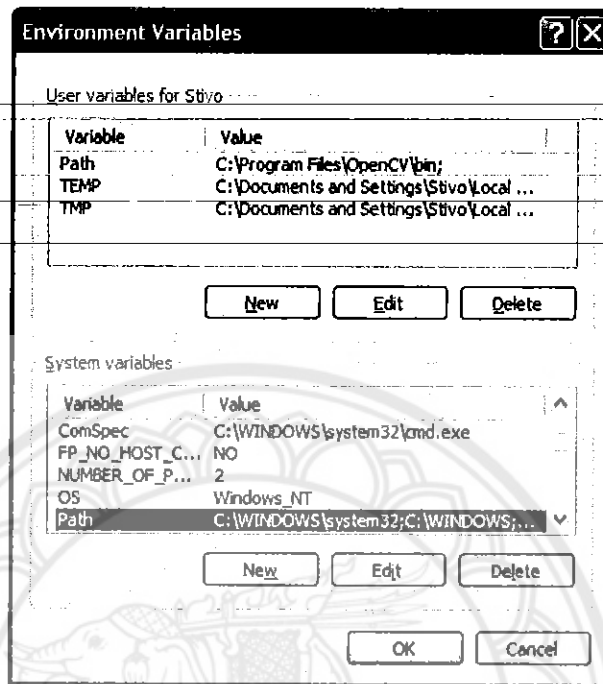 Environment Variables
User variables for Stivo
Variable Value
Path C:\Program Files\OpenCV\bin;
TEMP C:\Documents and Settings\Stivo\Local ...
TMP C:\Documents and Settings\Stivo\Local ...
New Edit Delete
System variables
Variable Value
ComSpec C:\WINDOWS\system32\cmd.exe
FP_NO_HOST_C... NO
NUMBER_OF_P... 2
OS Windows_NT
Path C:\WINDOWS\system32;C:\WINDOWS;...
New Edit Delete
OK Cancel